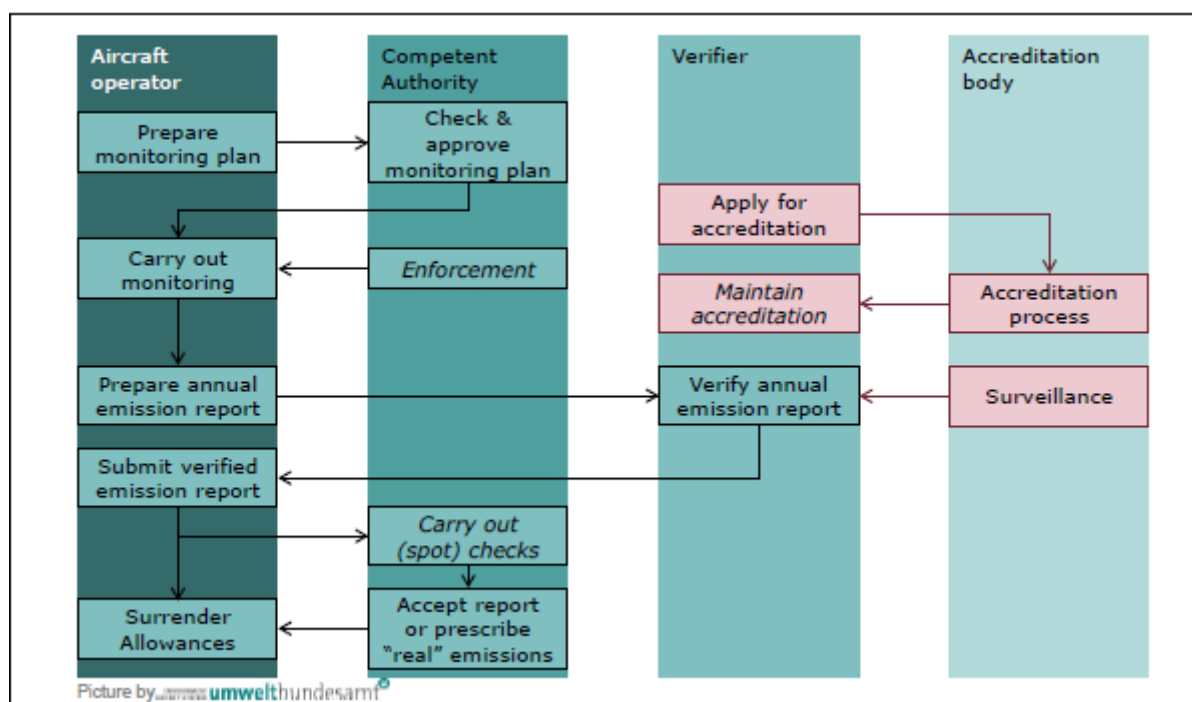 Aircraft
operator
Competent
Authority
Verifier
Accreditation
body
Prepare
monitoring plan
Check &
approve
monitoring plan
Apply for
accreditation
Carry out
monitoring
Enforcement
Maintain
accreditation
Accreditation
process
Prepare annual
emission report
Verify annual
emission report
Surveillance
Submit verified
emission report
Carry out
(spot) checks
Surrender
Allowances
Accept report
or prescribe
“real” emissions
Picture by umweltbundesamt